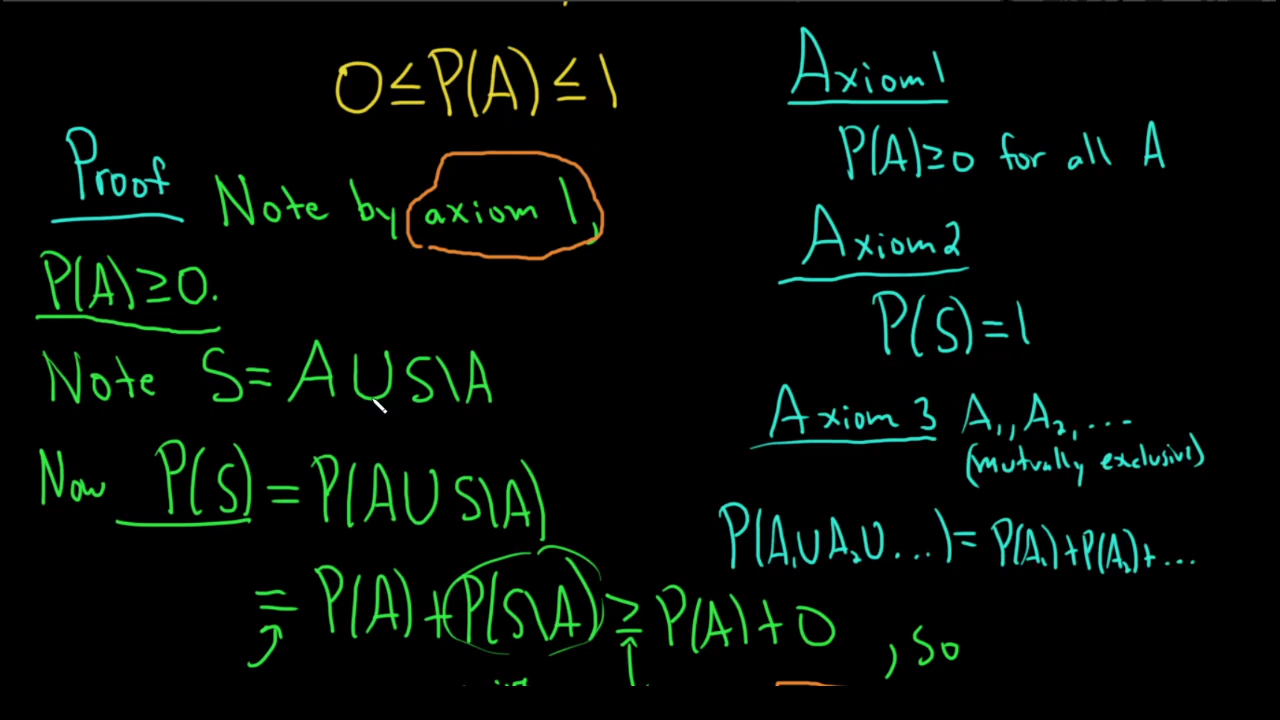 0≤P(A)≤1
Proof Note by axiom 1,
P(A)≥0.
Note S= A∪S\A
Now P(S)=P(A∪S\A)
= P(A)+P(S\A)≥P(A)+0, so
Axiom 1
P(A)≥0 for all A
Axiom 2
P(S)=1
Axiom 3 A₁, A₂, ...
(mutually exclusive)
P(A₁∪A₂∪...)=P(A₁)+P(A₂)+...